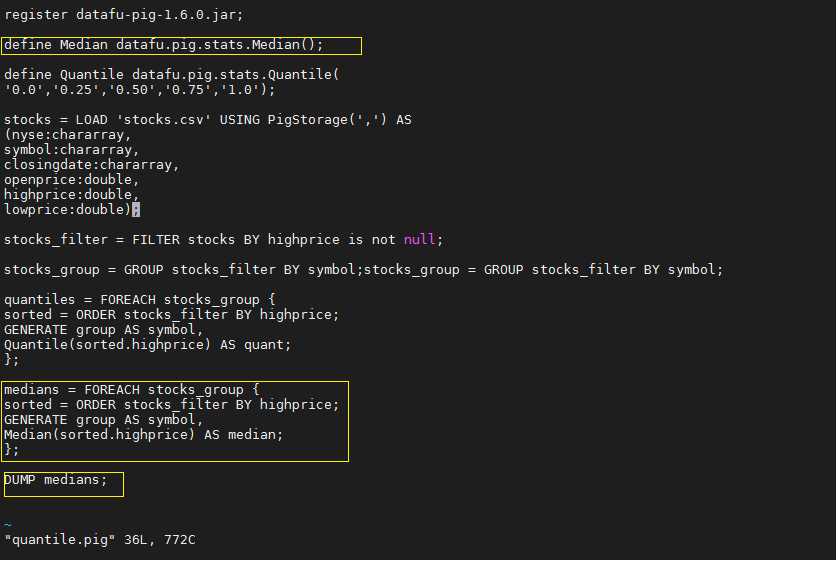 register datafu-pig-1.6.0.jar;
define Median datafu.pig.stats.Median();
define Quantile datafu.pig.stats.Quantile(
'0.0','0.25','0.50','0.75','1.0');
stocks = LOAD 'stocks.csv' USING PigStorage(',') AS
(nyse:chararray,
symbol:chararray,
closingdate:chararray,
openprice:double,
highprice:double,
lowprice:double);
stocks_filter = FILTER stocks BY highprice is not null;
stocks_group = GROUP stocks_filter BY symbol;stocks_group = GROUP stocks_filter BY symbol;
quantiles = FOREACH stocks_group {
sorted = ORDER stocks_filter BY highprice;
GENERATE group AS symbol,
Quantile(sorted.highprice) AS quant;
};
medians = FOREACH stocks_group {
sorted = ORDER stocks_filter BY highprice;
GENERATE group AS symbol,
Median(sorted.highprice) AS median;
};
DUMP medians;
~
"quantile.pig" 36L, 772C